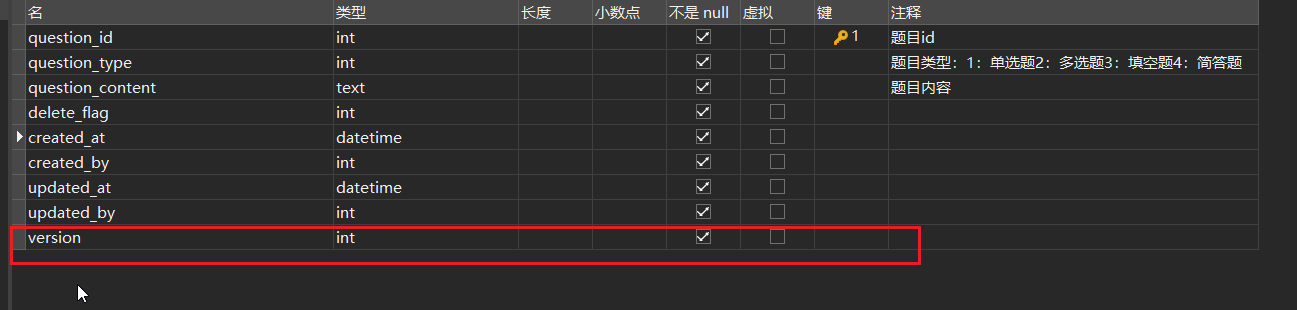 名 类型 长度 小数点 不是 null 虚拟 键 注释
question_id int 1 题目id
question_type int 题目类型：1：单选题2：多选题3：填空题4：简答题
question_content text 题目内容
delete_flag int
created_at datetime
created_by int
updated_at datetime
updated_by int
version int